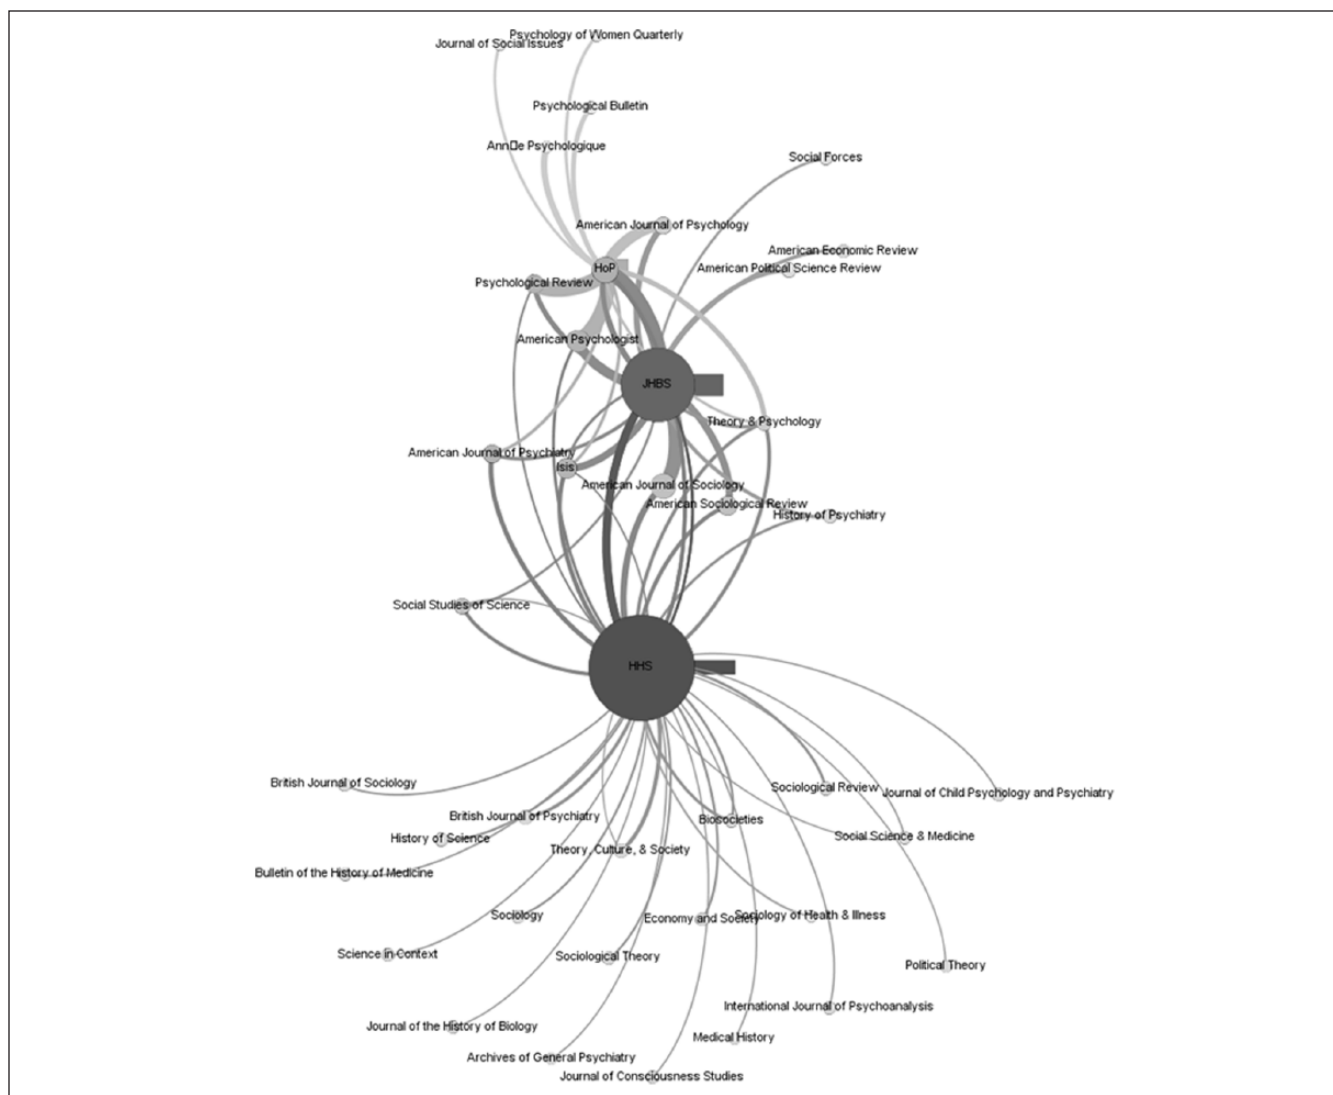 Psychology of Women Quarterly
Journal of Social Issues
Psychological Bulletin
Ann□e Psychologique
Social Forces
American Journal of Psychology
American Economic Review
HoP
American Political Science Review
Psychological Review
American Psychologist
JHBS
Theory & Psychology
American Journal of Psychiatry
Isis
American Journal of Sociology
American Sociological Review
History of Psychiatry
Social Studies of Science
HHS
British Journal of Sociology
Sociological Review
Journal of Child Psychology and Psychiatry
British Journal of Psychiatry
Biosocieties
History of Science
Social Science & Medicine
Theory, Culture, & Society
Bulletin of the History of Medicine
Sociology
Economy and Society
Sociology of Health & Illness
Science in Context
Sociological Theory
Political Theory
International Journal of Psychoanalysis
Journal of the History of Biology
Medical History
Archives of General Psychiatry
Journal of Consciousness Studies